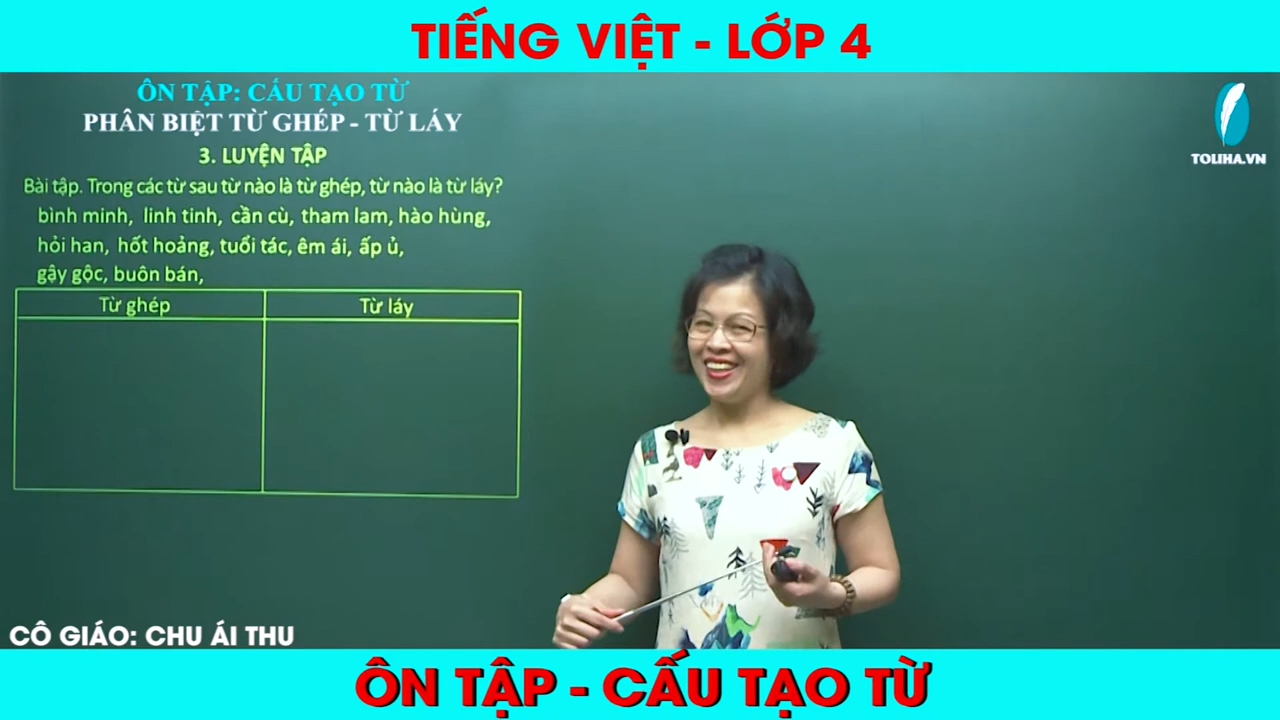 TIẾNG VIỆT - LỚP 4
ÔN TẬP: CẤU TẠO TỪ
PHÂN BIỆT TỪ GHÉP - TỪ LÁY
3. LUYỆN TẬP
Bài tập. Trong các từ sau từ nào là từ ghép, từ nào là từ láy?
bình minh, linh tinh, cần cù, tham lam, hào hùng,
hỏi han, hốt hoảng, tuổi tác, êm ái, ấp ủ,
gậy gộc, buôn bán,
Từ ghép
Từ láy
TOLIHA.VN
CÔ GIÁO: CHU ÁI THU
ÔN TẬP - CẤU TẠO TỪ